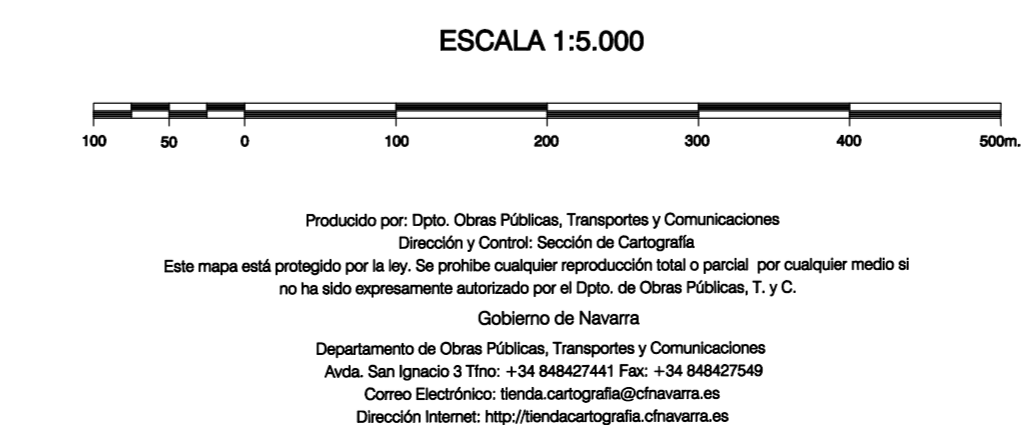 ESCALA 1:5.000
100 50 0 100 200 300 400 500m.
Producido por: Dpto. Obras Públicas, Transportes y Comunicaciones
Dirección y Control: Sección de Cartografía
Este mapa está protegido por la ley. Se prohibe cualquier reproducción total o parcial por cualquier medio si
no ha sido expresamente autorizado por el Dpto. de Obras Públicas, T. y C.
Gobierno de Navarra
Departamento de Obras Públicas, Transportes y Comunicaciones
Avda. San Ignacio 3 Tfno: +34 848427441 Fax: +34 848427549
Correo Electrónico: tienda.cartografia@cfnavarra.es
Dirección Internet: http://tiendacartografia.cfnavarra.es